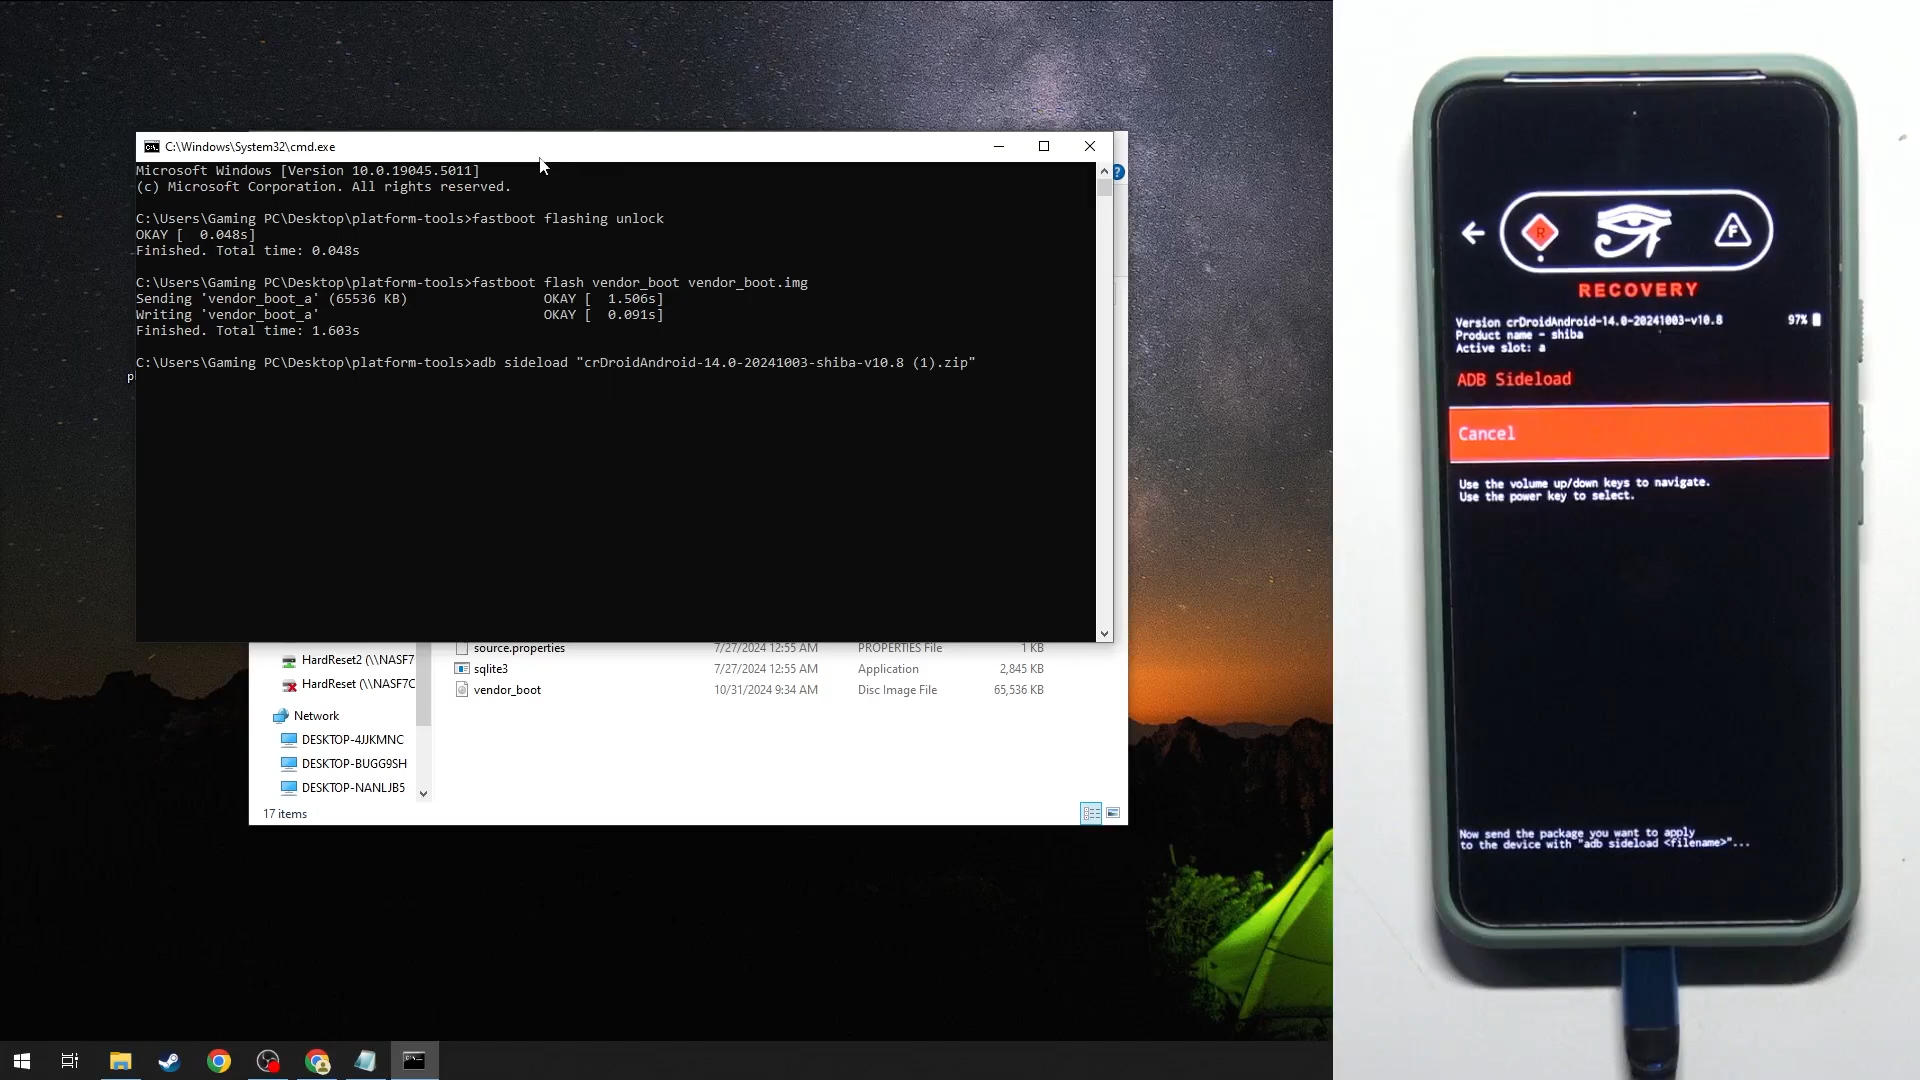 C:\Windows\System32\cmd.exe
Microsoft Windows [Version 10.0.19045.5011]
(c) Microsoft Corporation. All rights reserved.
C:\Users\Gaming PC\Desktop\platform-tools>fastboot flashing unlock
OKAY [  0.048s]
Finished. Total time: 0.048s
C:\Users\Gaming PC\Desktop\platform-tools>fastboot flash vendor_boot vendor_boot.img
Sending 'vendor_boot_a' (65536 KB)                 OKAY [  1.506s]
Writing 'vendor_boot_a'                            OKAY [  0.091s]
Finished. Total time: 1.603s
C:\Users\Gaming PC\Desktop\platform-tools>adb sideload "crDroidAndroid-14.0-20241003-shiba-v10.8 (1).zip"
p
source.properties 7/27/2024 12:55 AM PROPERTIES File 1 KB
sqlite3 7/27/2024 12:55 AM Application 2,845 KB
vendor_boot 10/31/2024 9:34 AM Disc Image File 65,536 KB
HardReset2 (\\NASF7
HardReset (\\NASF7C
Network
DESKTOP-4JJKMNC
DESKTOP-BUGG9SH
DESKTOP-NANLJB5
17 items
R
F
RECOVERY
Version crDroidAndroid-14.0-20241003-v10.8
97%
Product name - shiba
Active slot: a
ADB Sideload
Cancel
Use the volume up/down keys to navigate.
Use the power key to select.
Now send the package you want to apply
to the device with "adb sideload <filename>"...